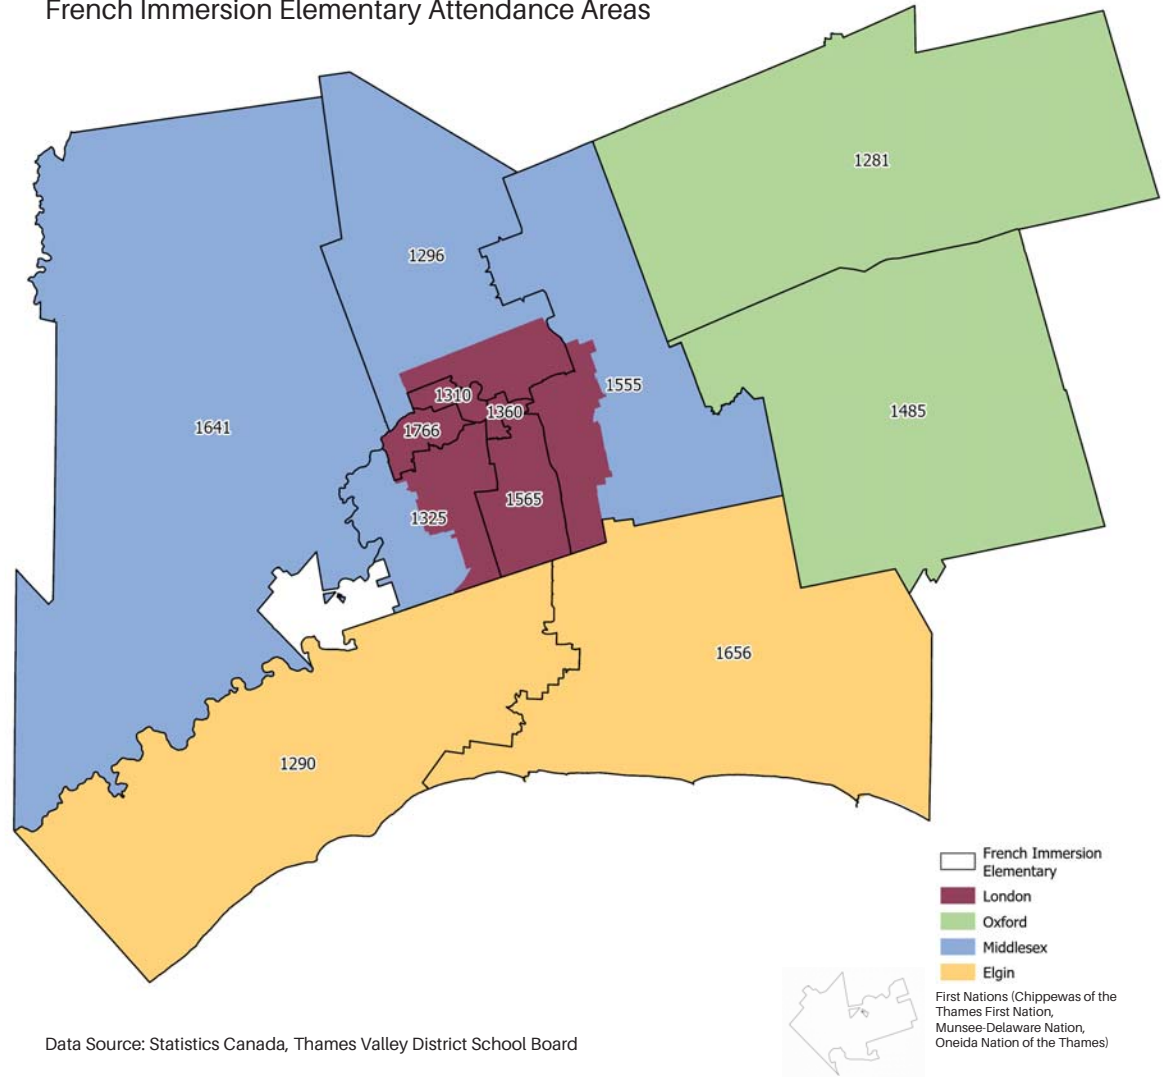 French Immersion Elementary Attendance Areas
1281
1296
1555
1310
1360
1485
1641
1766
1565
1325
1656
1290
French Immersion
Elementary
London
Oxford
Middlesex
Elgin
First Nations (Chippewas of the
Thames First Nation,
Munsee-Delaware Nation,
Oneida Nation of the Thames)
Data Source: Statistics Canada, Thames Valley District School Board